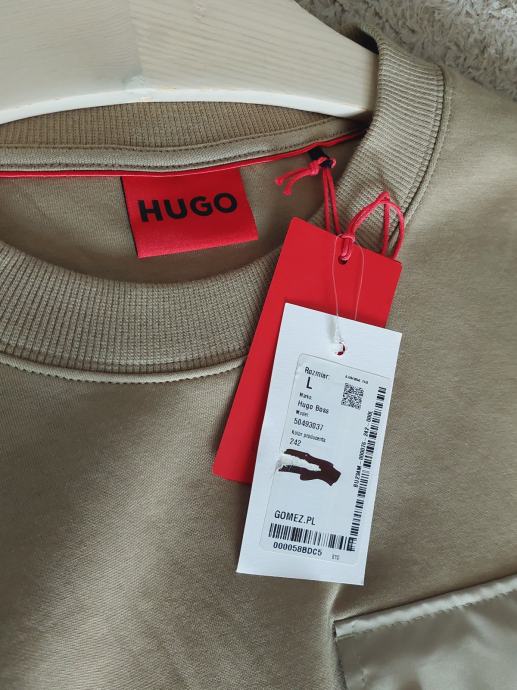 HUGO
Rozmiar:
L
Marka:
Hugo Boss
Model:
50493037
Kolor producenta
242
GOMEZ.PL
000058BDC5